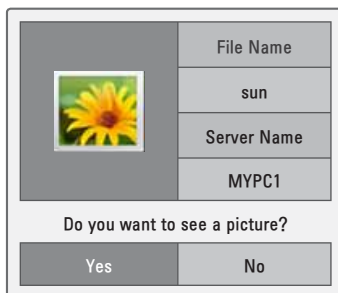 File Name
sun
Server Name
MYPC1
Do you want to see a picture?
Yes
No